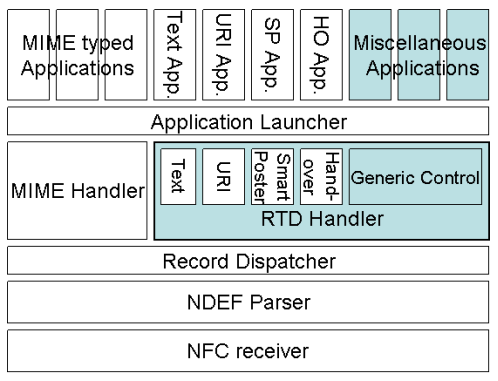 MIME typed
Applications
Text App.
URI App.
SP App.
HO App.
Miscellaneous
Applications
Application Launcher
MIME Handler
Text
URI
Smart
Poster
Hand-
over
Generic Control
RTD Handler
Record Dispatcher
NDEF Parser
NFC receiver